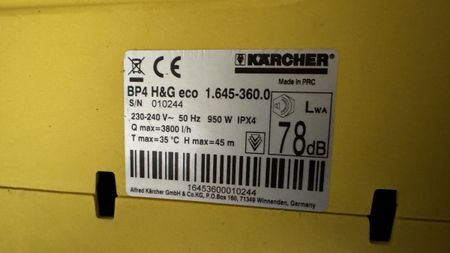 KÄRCHER
Made in PRC
BP4 H&G eco 1.645-360.0
S/N 010244
230-240 V~ 50 Hz 950 W IPX4
Q max=3800 l/h
T max=35°C H max=45 m
LWA
78dB
16453600010244
Alfred Kärcher GmbH & Co.KG, P.O.Box 160, 71349 Winnenden, Germany